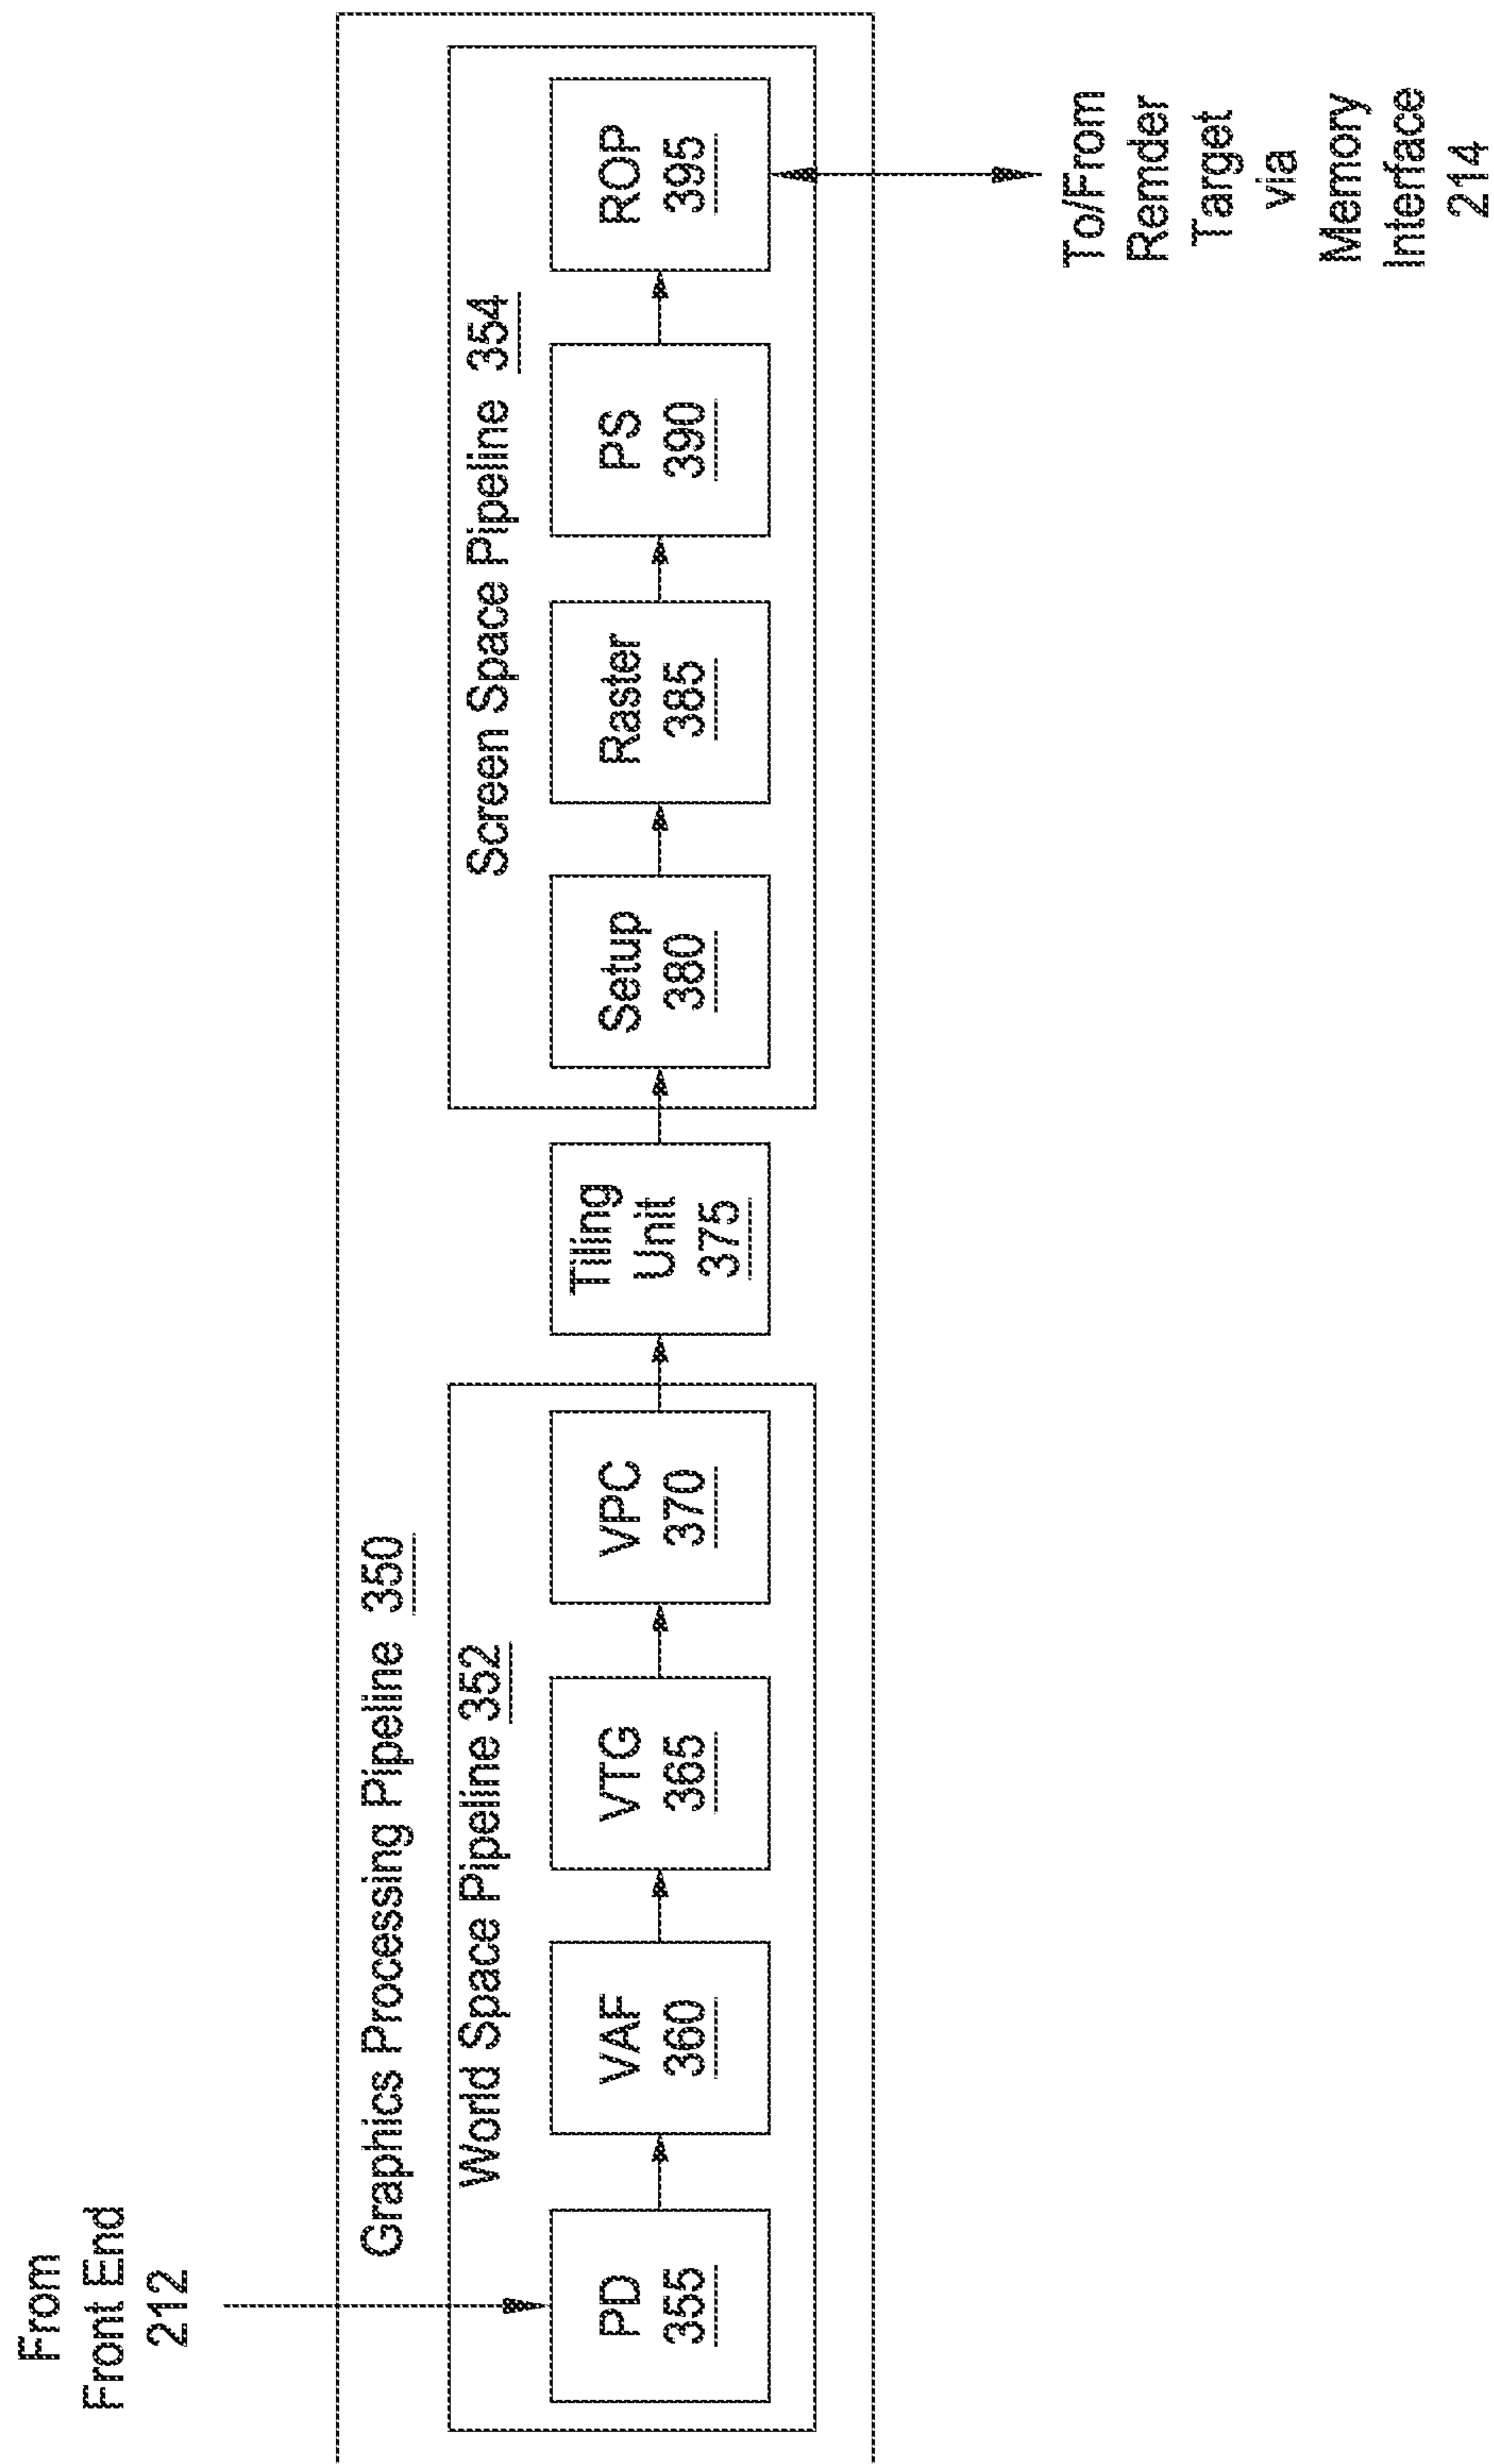 From
Front End
212
Graphics Processing Pipeline 350
World Space Pipeline 352
PD
355
VAF
360
VTG
365
VPC
370
Tiling
Unit
375
Screen Space Pipeline 354
Setup
380
Raster
385
PS
390
ROP
395
To/From
Remder
Target
via
Memory
Interface
214